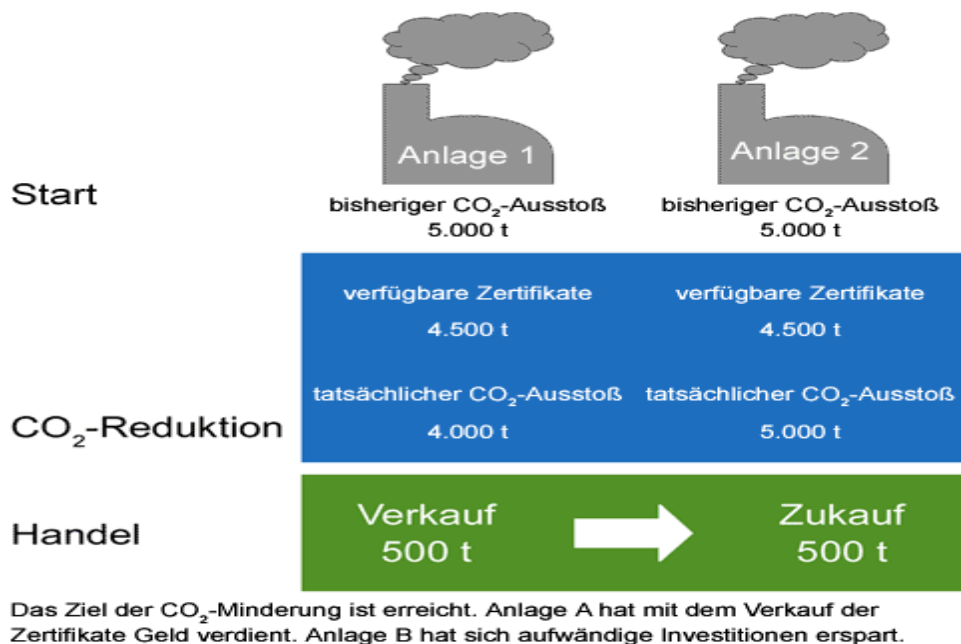 Anlage 1
Anlage 2
Start
bisheriger CO₂-Ausstoß
5.000 t
bisheriger CO₂-Ausstoß
5.000 t
verfügbare Zertifikate
4.500 t
verfügbare Zertifikate
4.500 t
CO₂-Reduktion
tatsächlicher CO₂-Ausstoß
4.000 t
tatsächlicher CO₂-Ausstoß
5.000 t
Handel
Verkauf
500 t
Zukauf
500 t
Das Ziel der CO₂-Minderung ist erreicht. Anlage A hat mit dem Verkauf der
Zertifikate Geld verdient. Anlage B hat sich aufwändige Investitionen erspart.